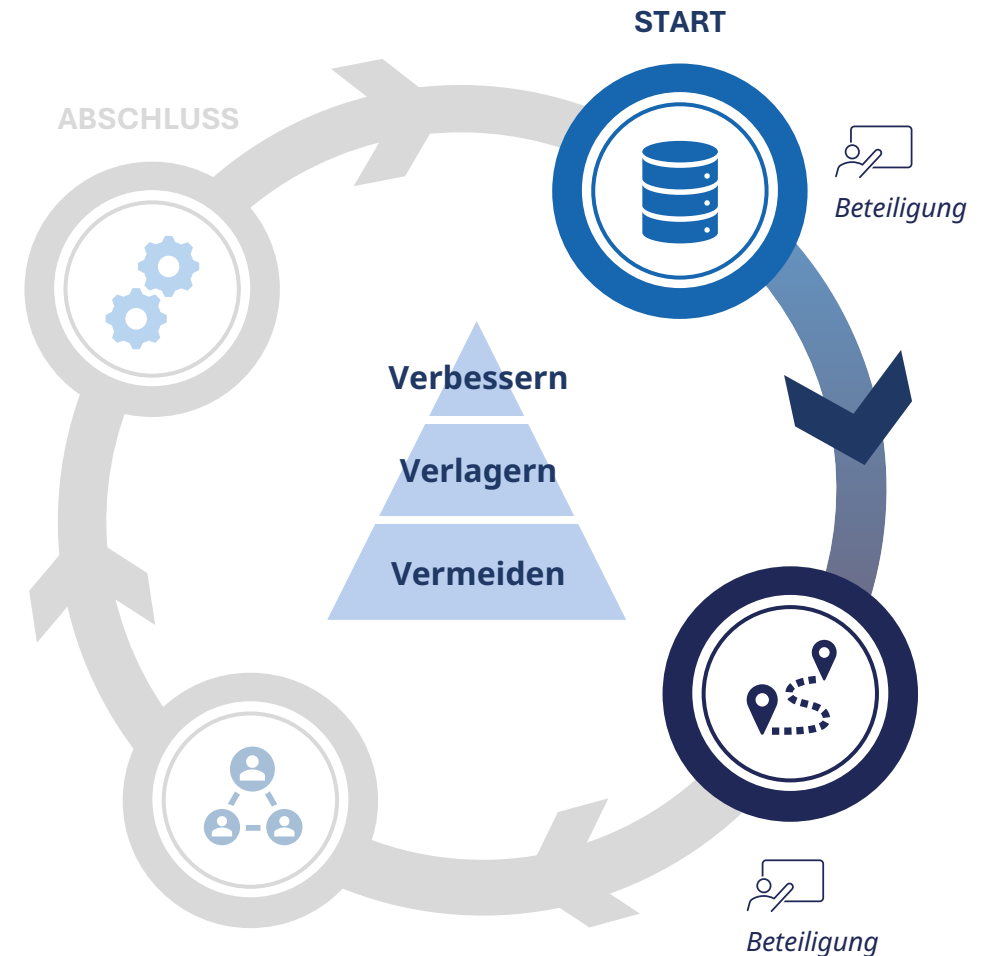 START
ABSCHLUSS
Beteiligung
Verbessern
Verlagern
Vermeiden
Beteiligung